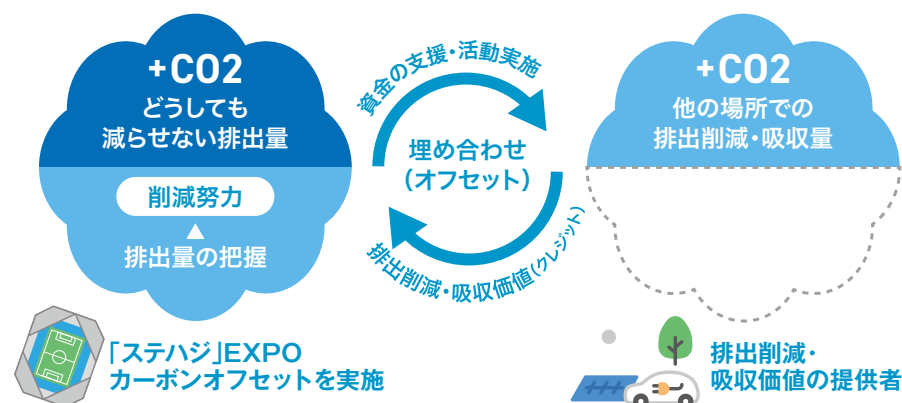 +CO2
どうしても
減らせない排出量
削減努力
排出量の把握
「ステハジ」EXPO
カーボンオフセットを実施
資金の支援・活動実施
埋め合わせ
（オフセット）
排出削減・吸収価値（クレジット）
+CO2
他の場所での
排出削減・吸収量
排出削減・
吸収価値の提供者